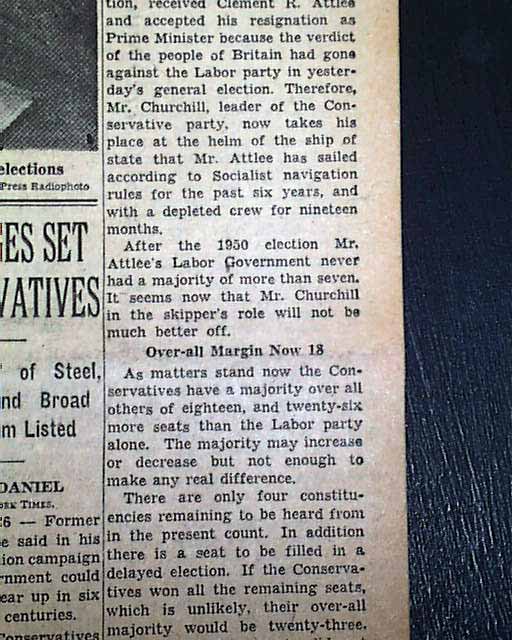 elections
Press Radiophoto
ES SET
VATIVES
of Steel,
nd Broad
m Listed
DANIEL
ORK TIMES.
26 — Former
e said in his
ion campaign
rnment could
ear up in six
centuries.
Conservatives
tion, received Clement R. Attlee
and accepted his resignation as
Prime Minister because the verdict
of the people of Britain had gone
against the Labor party in yester-
day's general election. Therefore,
Mr. Churchill, leader of the Con-
servative party, now takes his
place at the helm of the ship of
state that Mr. Attlee has sailed
according to Socialist navigation
rules for the past six years, and
with a depleted crew for nineteen
months.
After the 1950 election Mr.
Attlee's Labor Government never
had a majority of more than seven.
It seems now that Mr. Churchill
in the skipper's role will not be
much better off.
Over-all Margin Now 18
As matters stand now the Con-
servatives have a majority over all
others of eighteen, and twenty-six
more seats than the Labor party
alone. The majority may increase
or decrease but not enough to
make any real difference.
There are only four constitu-
encies remaining to be heard from
in the present count. In addition
there is a seat to be filled in a
delayed election. If the Conserva-
tives won all the remaining seats,
which is unlikely, their over-all
majority would be twenty-three.